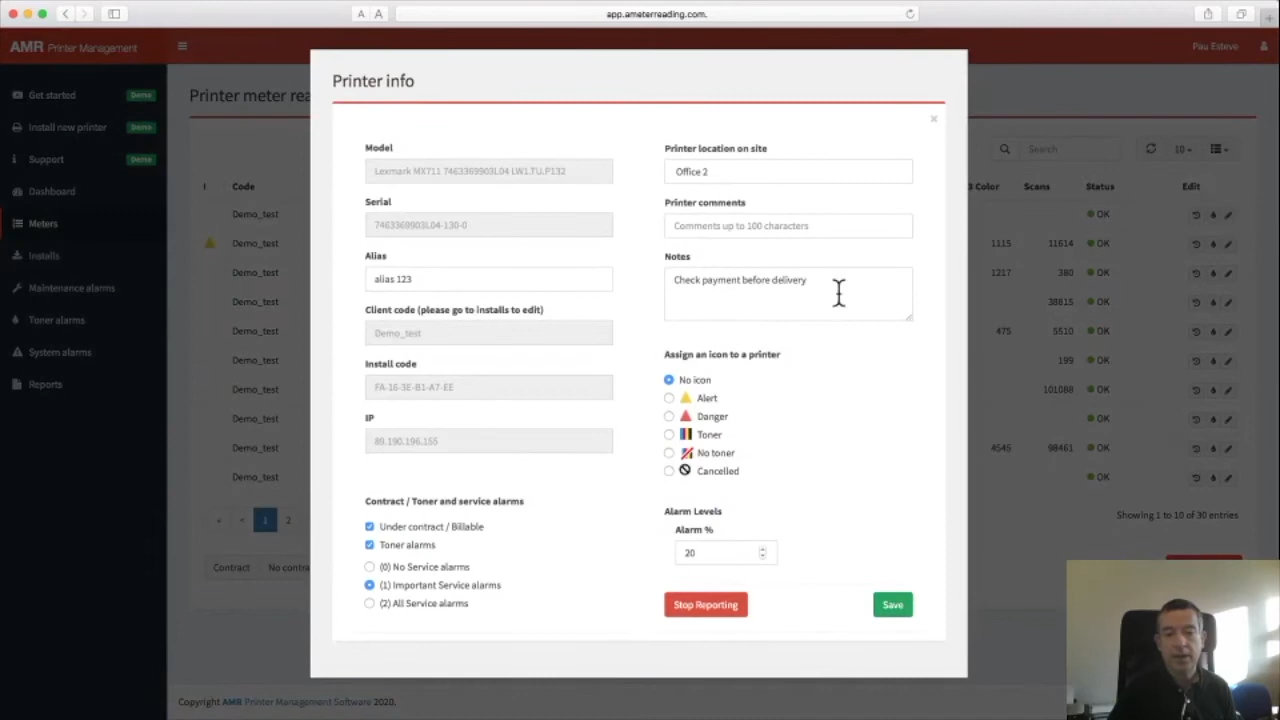 A A
app.ameterreading.com.
AMR Printer Management
Pau Esteve
Get started Demo
Install new printer Demo
Support Demo
Dashboard
Meters
Installs
Maintenance alarms
Toner alarms
System alarms
Reports
Printer meter rea
Code
Demo_test
Demo_test
Demo_test
Demo_test
Demo_test
Demo_test
Demo_test
Demo_test
Demo_test
Demo_test
« < 1 2
Contract No contra
Printer info
×
Model
Lexmark MX711 7463369903L04 LW1.TU.P132
Serial
7463369903L04-130-0
Alias
alias 123
Client code (please go to installs to edit)
Demo_test
Install code
FA-16-3E-B1-A7-EE
IP
89.190.196.155
Contract / Toner and service alarms
Under contract / Billable
Toner alarms
(0) No Service alarms
(1) Important Service alarms
(2) All Service alarms
Printer location on site
Office 2
Printer comments
Comments up to 100 characters
Notes
Check payment before delivery
Assign an icon to a printer
No icon
Alert
Danger
Toner
No toner
Cancelled
Alarm Levels
Alarm %
20
Stop Reporting
Save
Search
10
Color Scans Status Edit
OK
1115 11614 OK
1217 380 OK
38815 OK
475 5510 OK
199 OK
101088 OK
OK
4545 98461 OK
OK
Showing 1 to 10 of 30 entries
Copyright AMR Printer Management Software 2020.